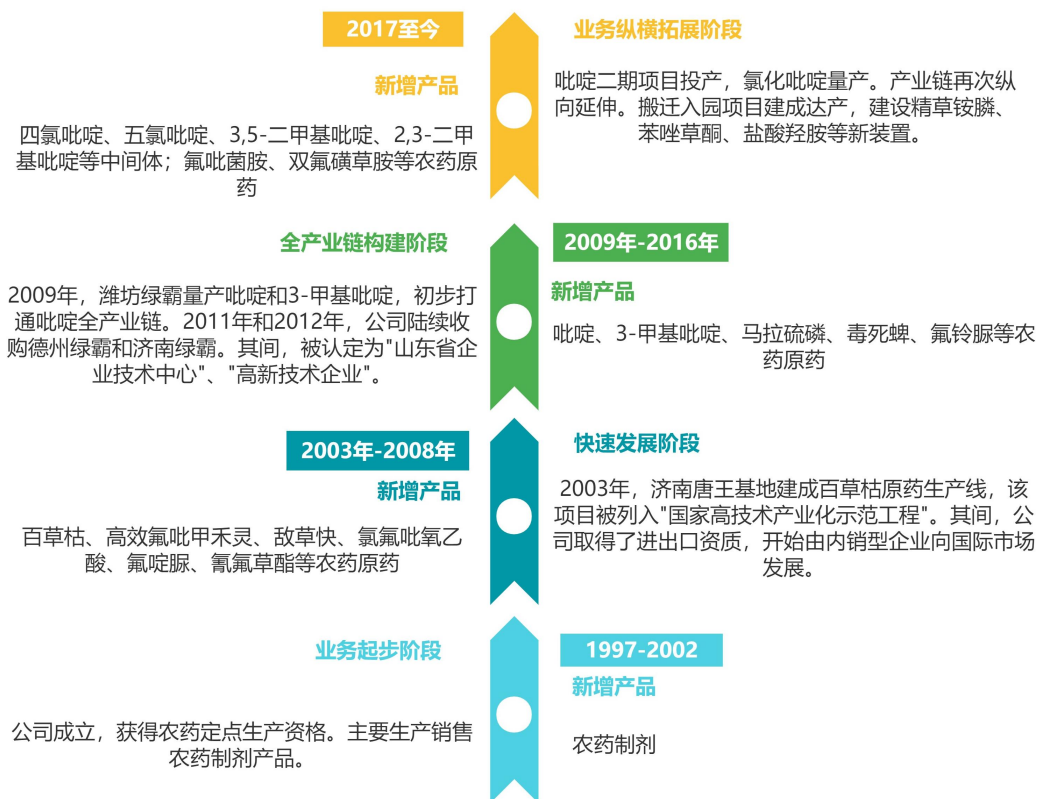 2017至今
新增产品
四氯吡啶、五氯吡啶、3,5-二甲基吡啶、2,3-二甲
基吡啶等中间体；氟吡菌胺、双氟磺草胺等农药原
药
业务纵横拓展阶段
吡啶二期项目投产，氯化吡啶量产。产业链再次纵
向延伸。搬迁入园项目建成达产，建设精草铵膦、
苯唑草酮、盐酸羟胺等新装置。
全产业链构建阶段
2009年，潍坊绿霸量产吡啶和3-甲基吡啶，初步打
通吡啶全产业链。2011年和2012年，公司陆续收
购德州绿霸和济南绿霸。其间，被认定为"山东省企
业技术中心"、"高新技术企业"。
2009年-2016年
新增产品
吡啶、3-甲基吡啶、马拉硫磷、毒死蜱、氟铃脲等农
药原药
2003年-2008年
新增产品
百草枯、高效氟吡甲禾灵、敌草快、氯氟吡氧乙
酸、氟啶脲、氰氟草酯等农药原药
快速发展阶段
2003年，济南唐王基地建成百草枯原药生产线，该
项目被列入"国家高技术产业化示范工程"。其间，公
司取得了进出口资质，开始由内销型企业向国际市场
发展。
业务起步阶段
公司成立，获得农药定点生产资格。主要生产销售
农药制剂产品。
1997-2002
新增产品
农药制剂